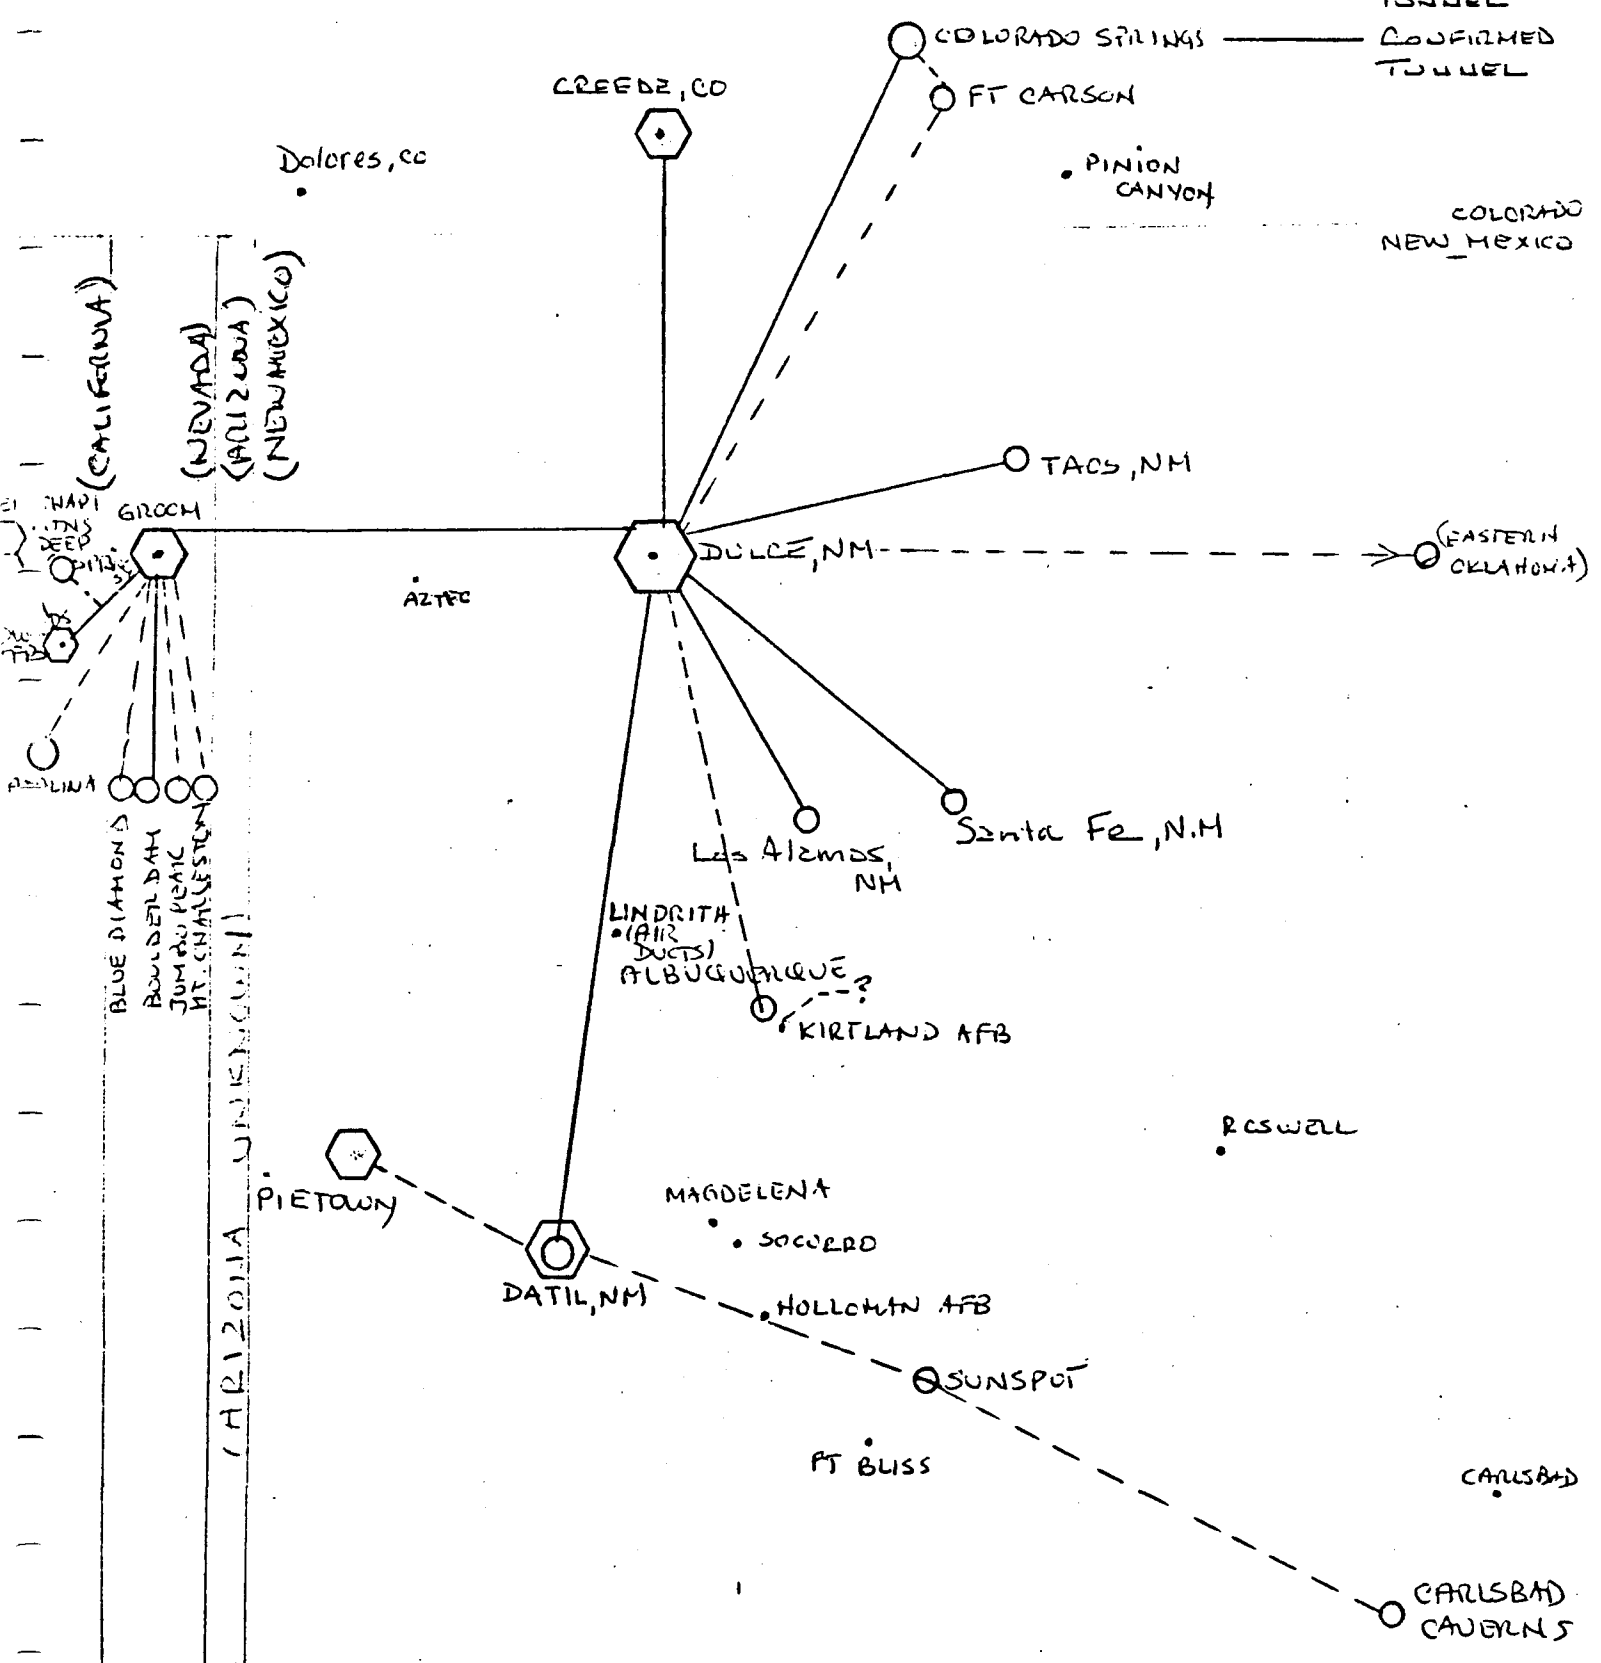 TUNNEL
COLORADO SPRINGS
CONFIRMED
TUNNEL
CREEDE, CO
FT CARSON
Dolores, CO
PINION
CANYON
COLORADO
NEW MEXICO
(CALIFORNIA)
(NEVADA)
(ARIZONA)
(NEW MEXICO)
TAOS, NM
GROOM
DEEP
DULCE, NM
(EASTERN
OKLAHOMA)
AZTEC
BLUE DIAMOND
BOULDER DAM
JUMBO PEAK
MT. CHARLESTON
(ARIZONA UNKNOWN)
Santa Fe, N.M
Los Alamos,
NM
LINDRITH
(AIR
DUCTS)
ALBUQUERQUE
?
KIRTLAND AFB
ROSWELL
PIETOWN
MAGDELENA
SOCORRO
DATIL, NM
HOLLOMAN AFB
SUNSPOT
FT BLISS
CARLSBAD
CARLSBAD
CAVERNS